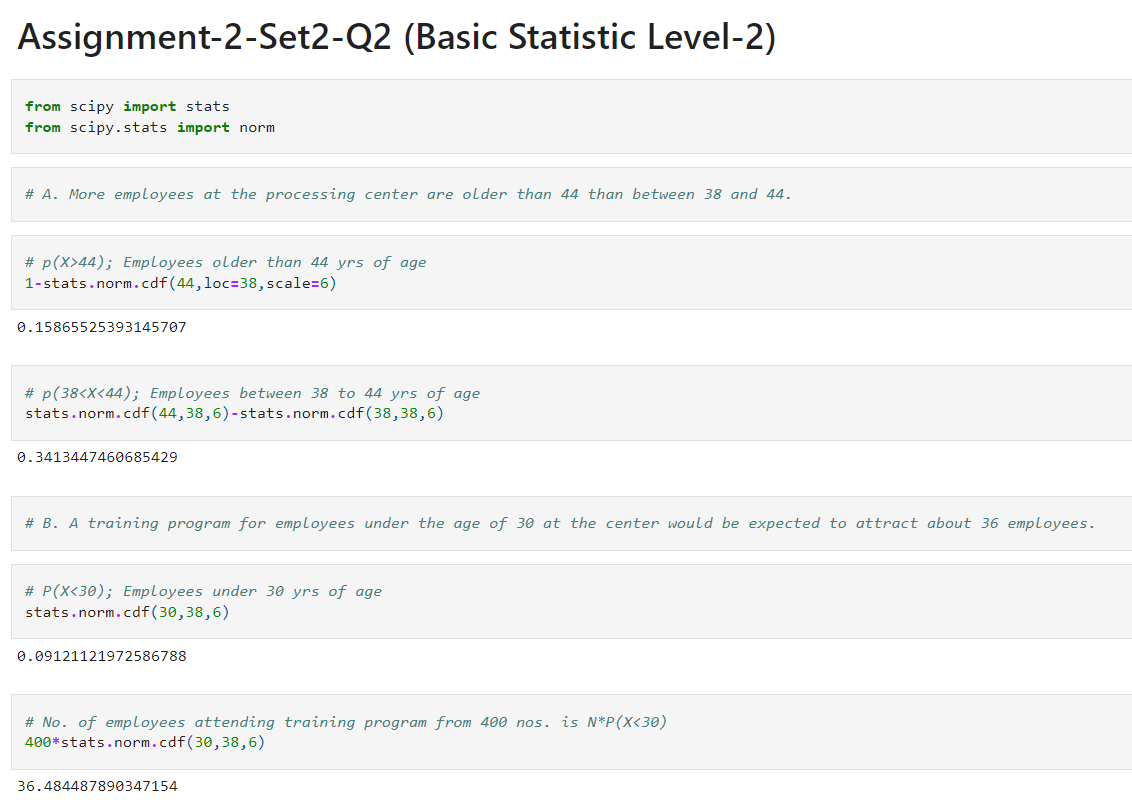 Assignment-2-Set2-Q2 (Basic Statistic Level-2)
from scipy import stats
from scipy.stats import norm
# A. More employees at the processing center are older than 44 than between 38 and 44.
# p(X>44); Employees older than 44 yrs of age
1-stats.norm.cdf(44,loc=38,scale=6)
0.15865525393145707
# p(38<X<44); Employees between 38 to 44 yrs of age
stats.norm.cdf(44,38,6)-stats.norm.cdf(38,38,6)
0.3413447460685429
# B. A training program for employees under the age of 30 at the center would be expected to attract about 36 employees.
# P(X<30); Employees under 30 yrs of age
stats.norm.cdf(30,38,6)
0.09121121972586788
# No. of employees attending training program from 400 nos. is N*P(X<30)
400*stats.norm.cdf(30,38,6)
36.484487890347154